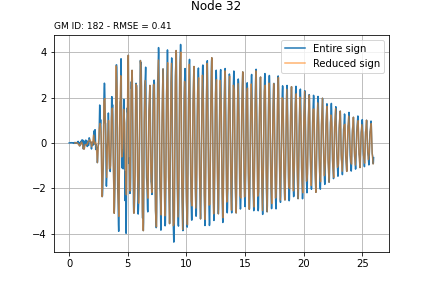 Node 32
GM ID: 182 - RMSE = 0.41
Entire sign
Reduced sign
4
2
0
−2
−4
0 5 10 15 20 25